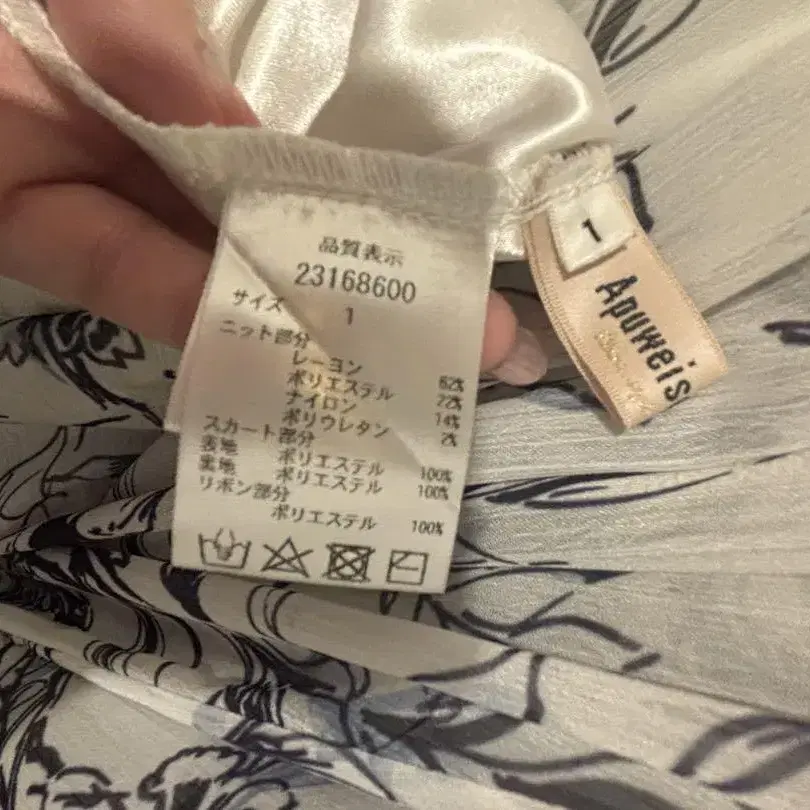 品質表示
23168600
サイズ
1
ニット部分
レーヨン 62%
ポリエステル 22%
ナイロン 14%
ポリウレタン 2%
スカート部分
表地 ポリエステル 100%
裏地 ポリエステル 100%
リボン部分
ポリエステル 100%
1
Apuweis